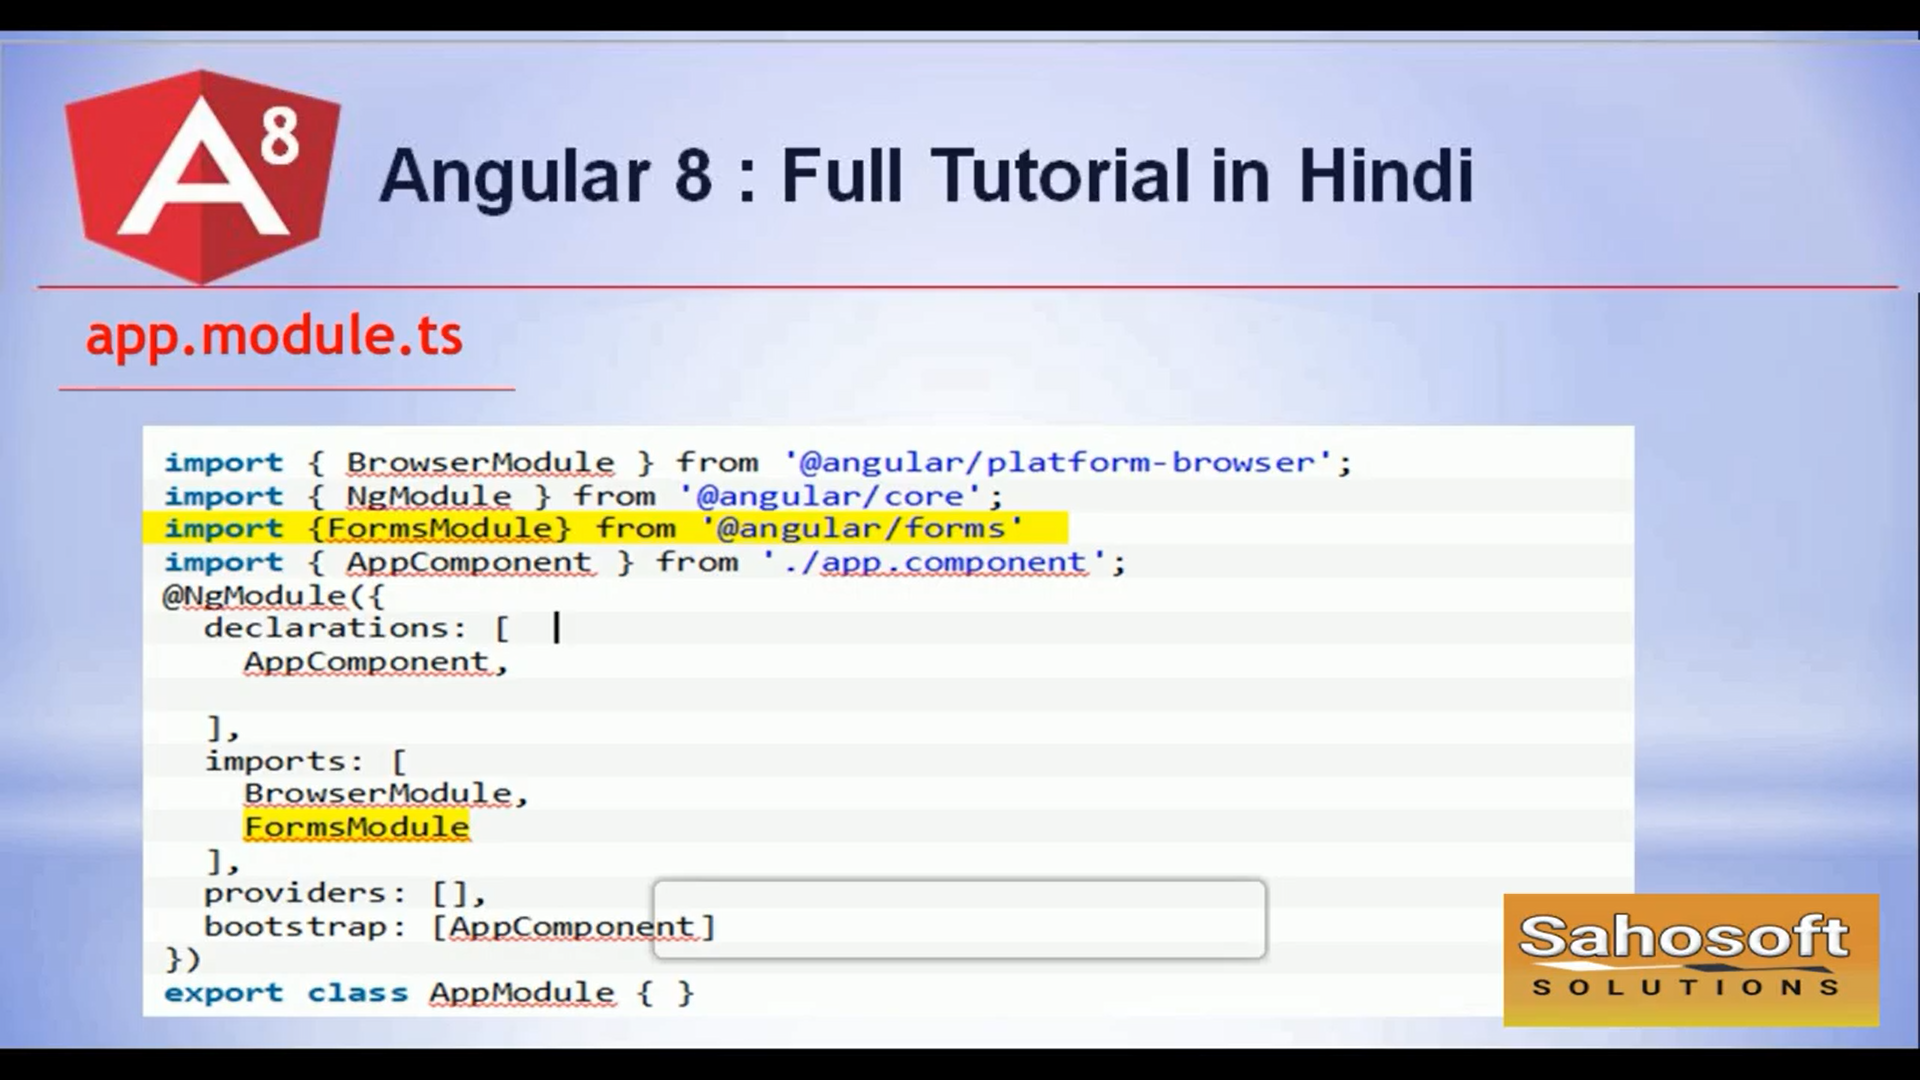 A8
Angular 8 : Full Tutorial in Hindi
app.module.ts
import { BrowserModule } from '@angular/platform-browser';
import { NgModule } from '@angular/core';
import {FormsModule} from '@angular/forms'
import { AppComponent } from './app.component';
@NgModule({
declarations: [
AppComponent,
],
imports: [
BrowserModule,
FormsModule
],
providers: [],
bootstrap: [AppComponent]
})
export class AppModule { }
Sahosoft
SOLUTIONS